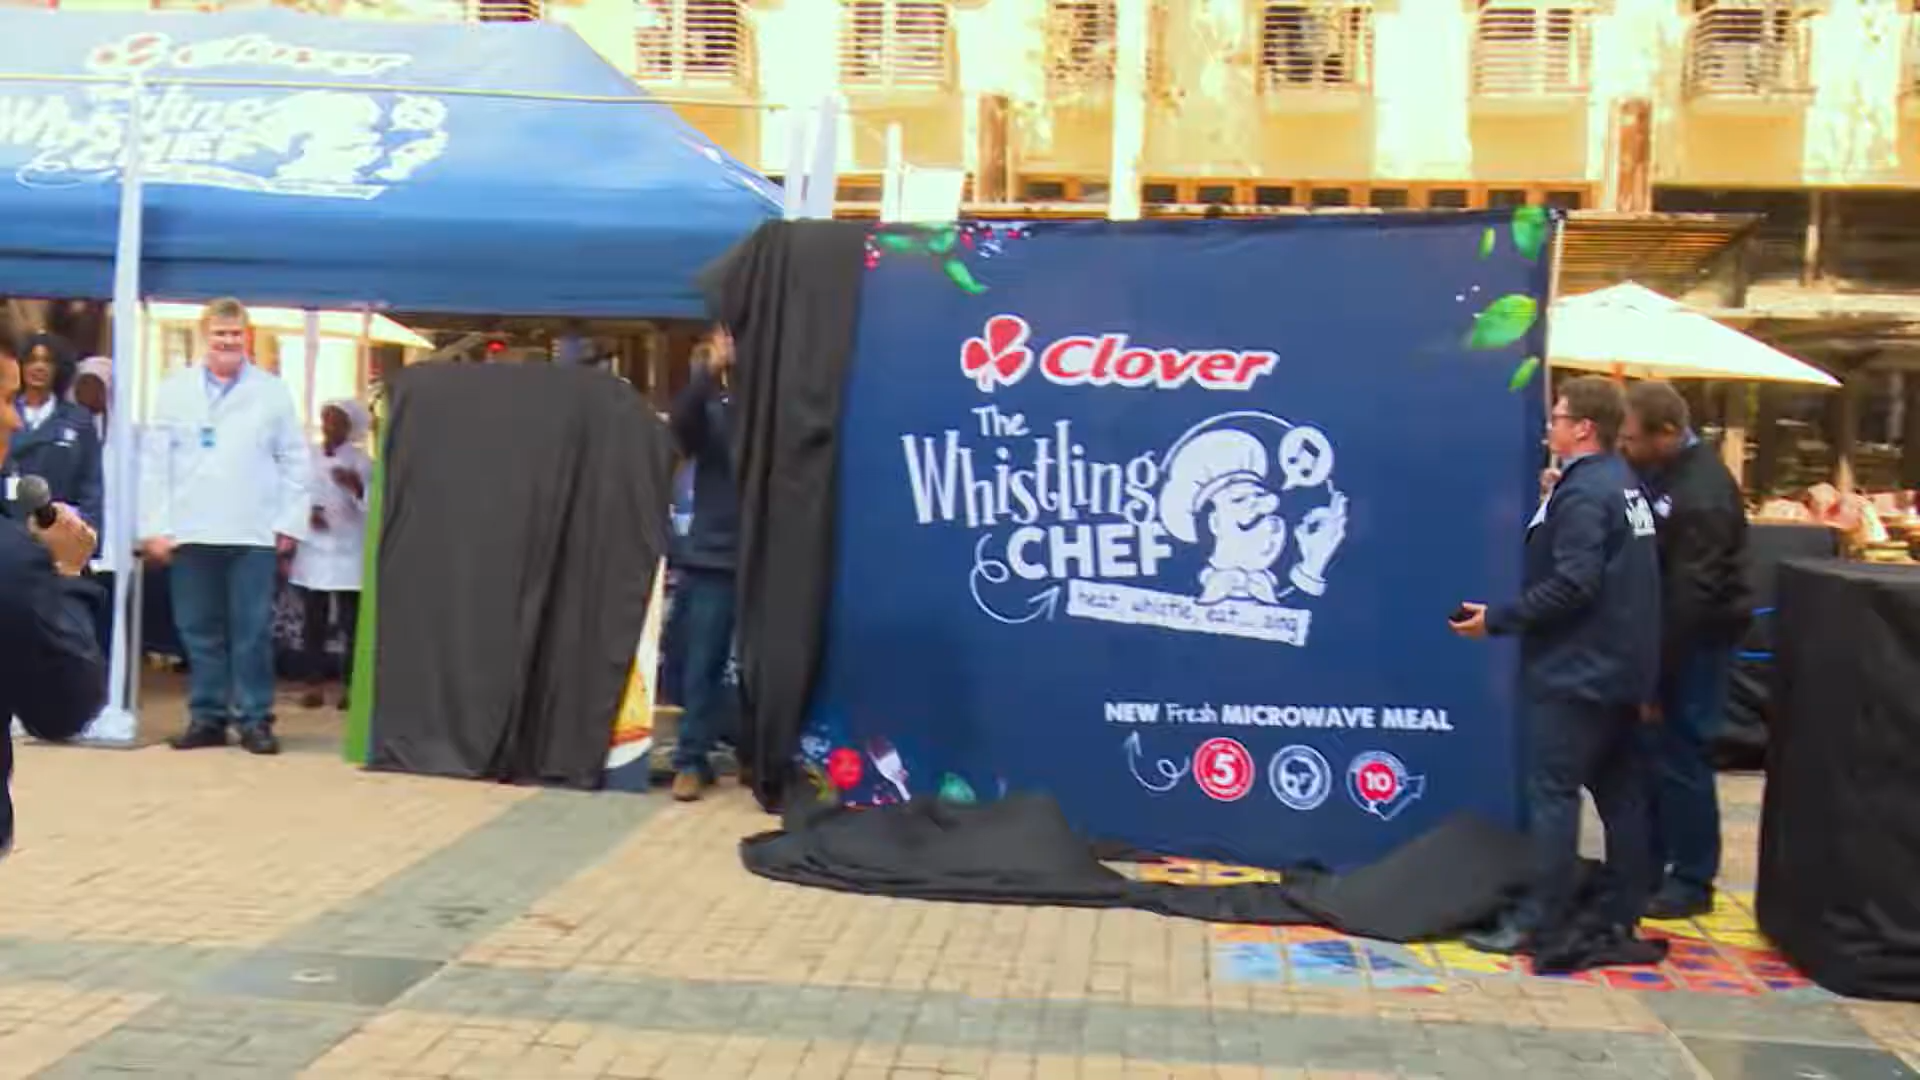 Clover
Whistling
CHEF
Clover
The
Whistling
CHEF
heat, whistle, eat... sing
NEW Fresh MICROWAVE MEAL
5
10